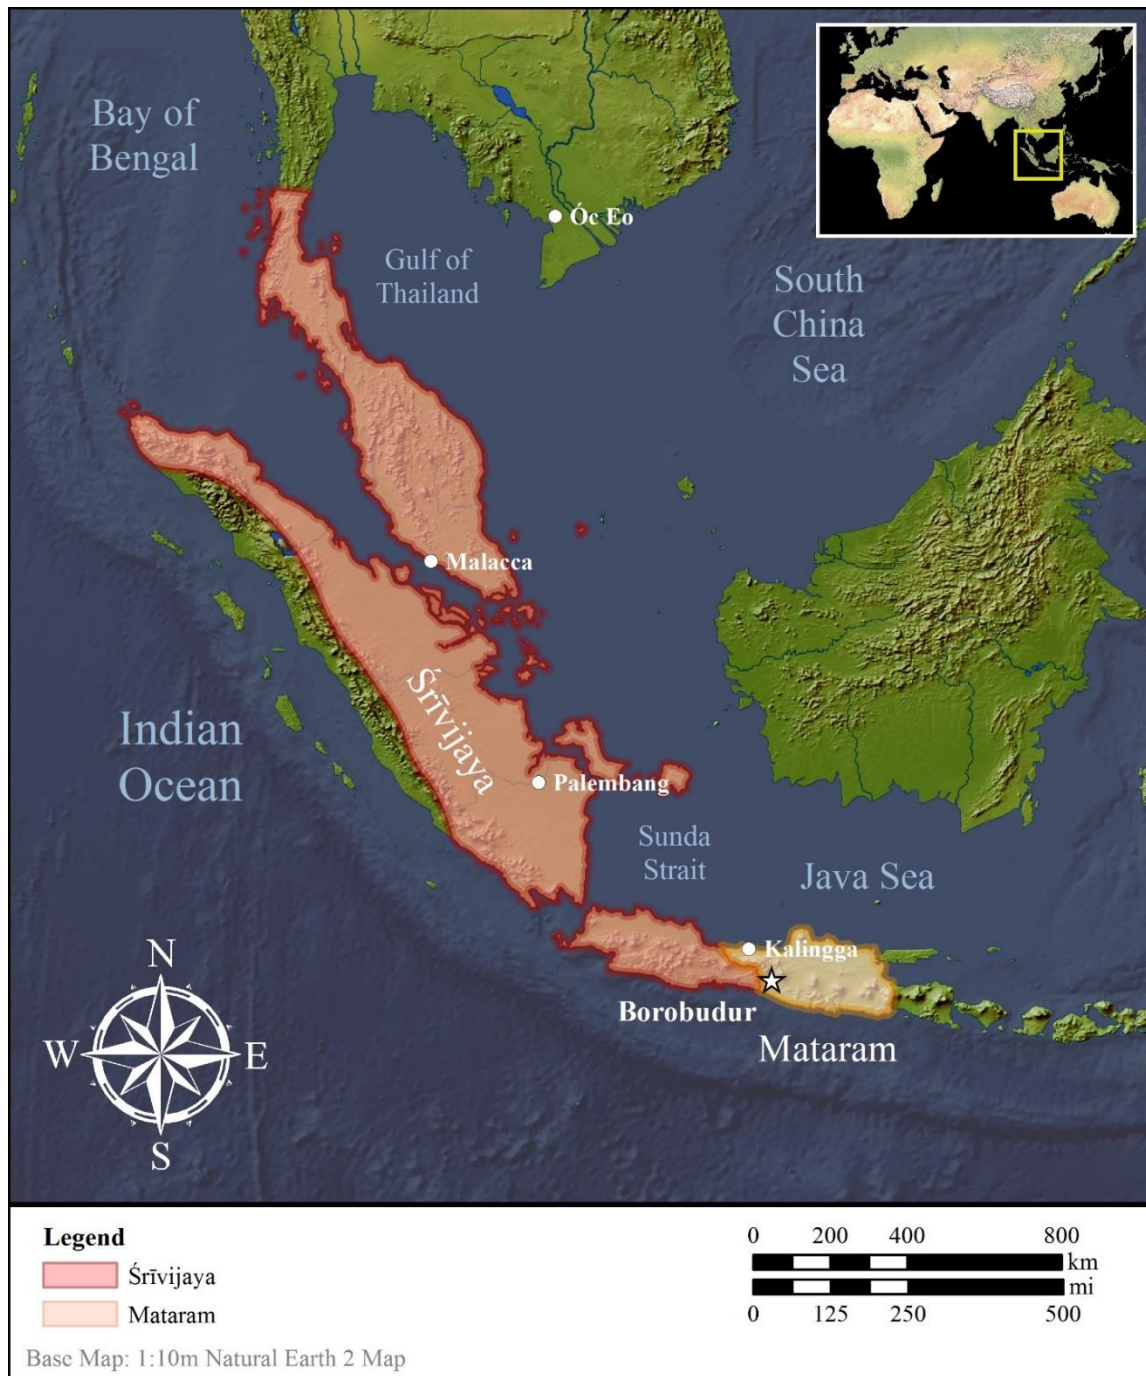 Bay of
Bengal
Óc Eo
Gulf of
Thailand
South
China
Sea
Malacca
Śrīvijaya
Indian
Ocean
Palembang
Sunda
Strait
Java Sea
Kalingga
Borobudur
Mataram
N
W
E
S
Legend
Śrīvijaya
Mataram
0 200 400 800
km
mi
0 125 250 500
Base Map: 1:10m Natural Earth 2 Map